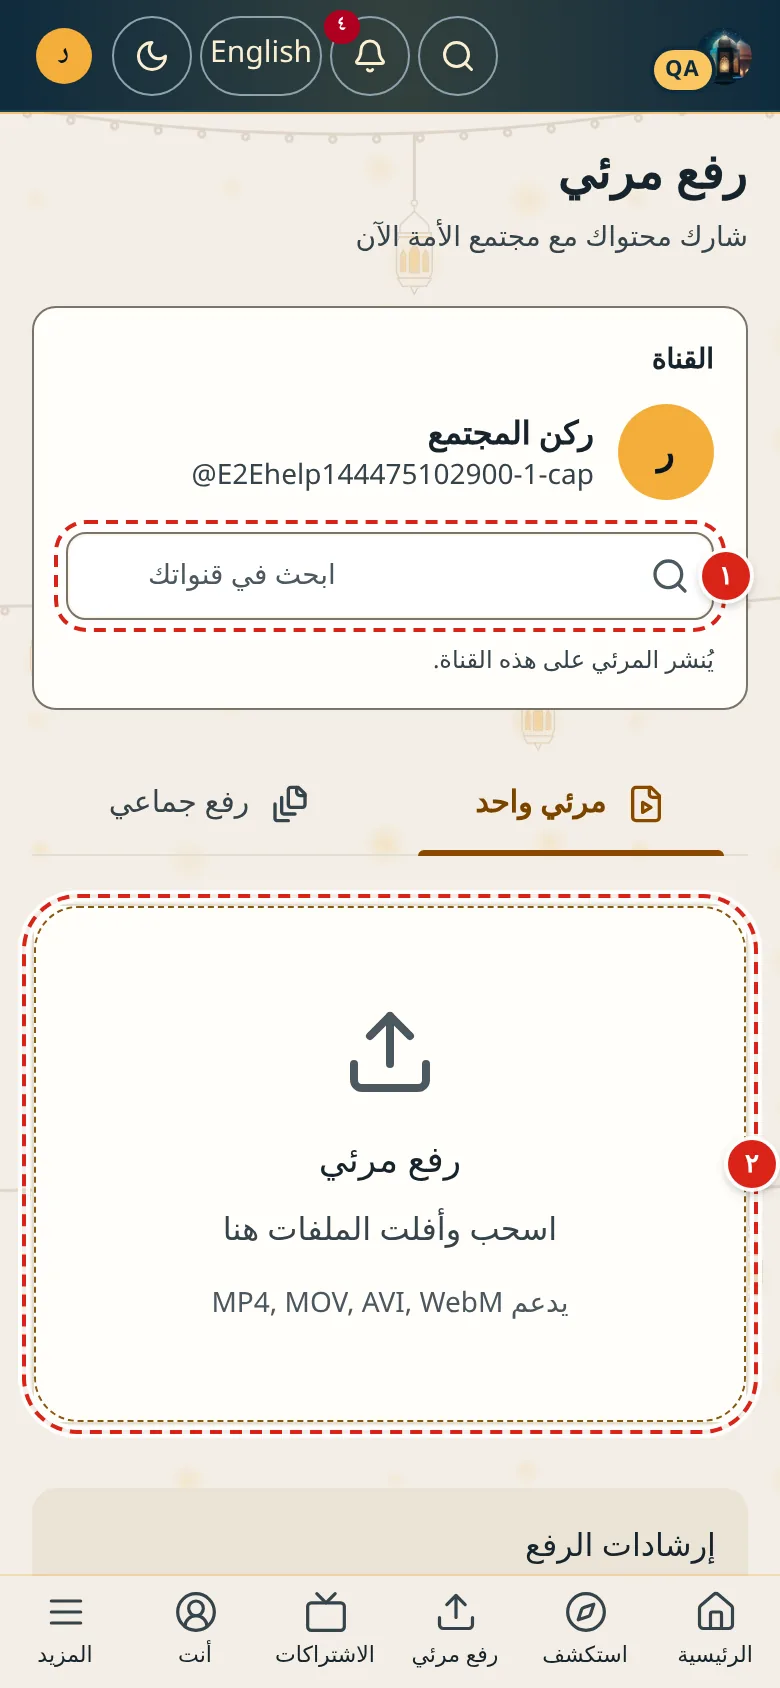 QA
٤
English
ر
رفع مرئي
شارك محتواك مع مجتمع الأمة الآن
القناة
ر
ركن المجتمع
@E2Ehelp144475102900-1-cap
ابحث في قنواتك
١
يُنشر المرئي على هذه القناة.
مرئي واحد
رفع جماعي
رفع مرئي
٢
اسحب وأفلت الملفات هنا
يدعم MP4, MOV, AVI, WebM
إرشادات الرفع
الرئيسية
استكشف
رفع مرئي
الاشتراكات
أنت
المزيد